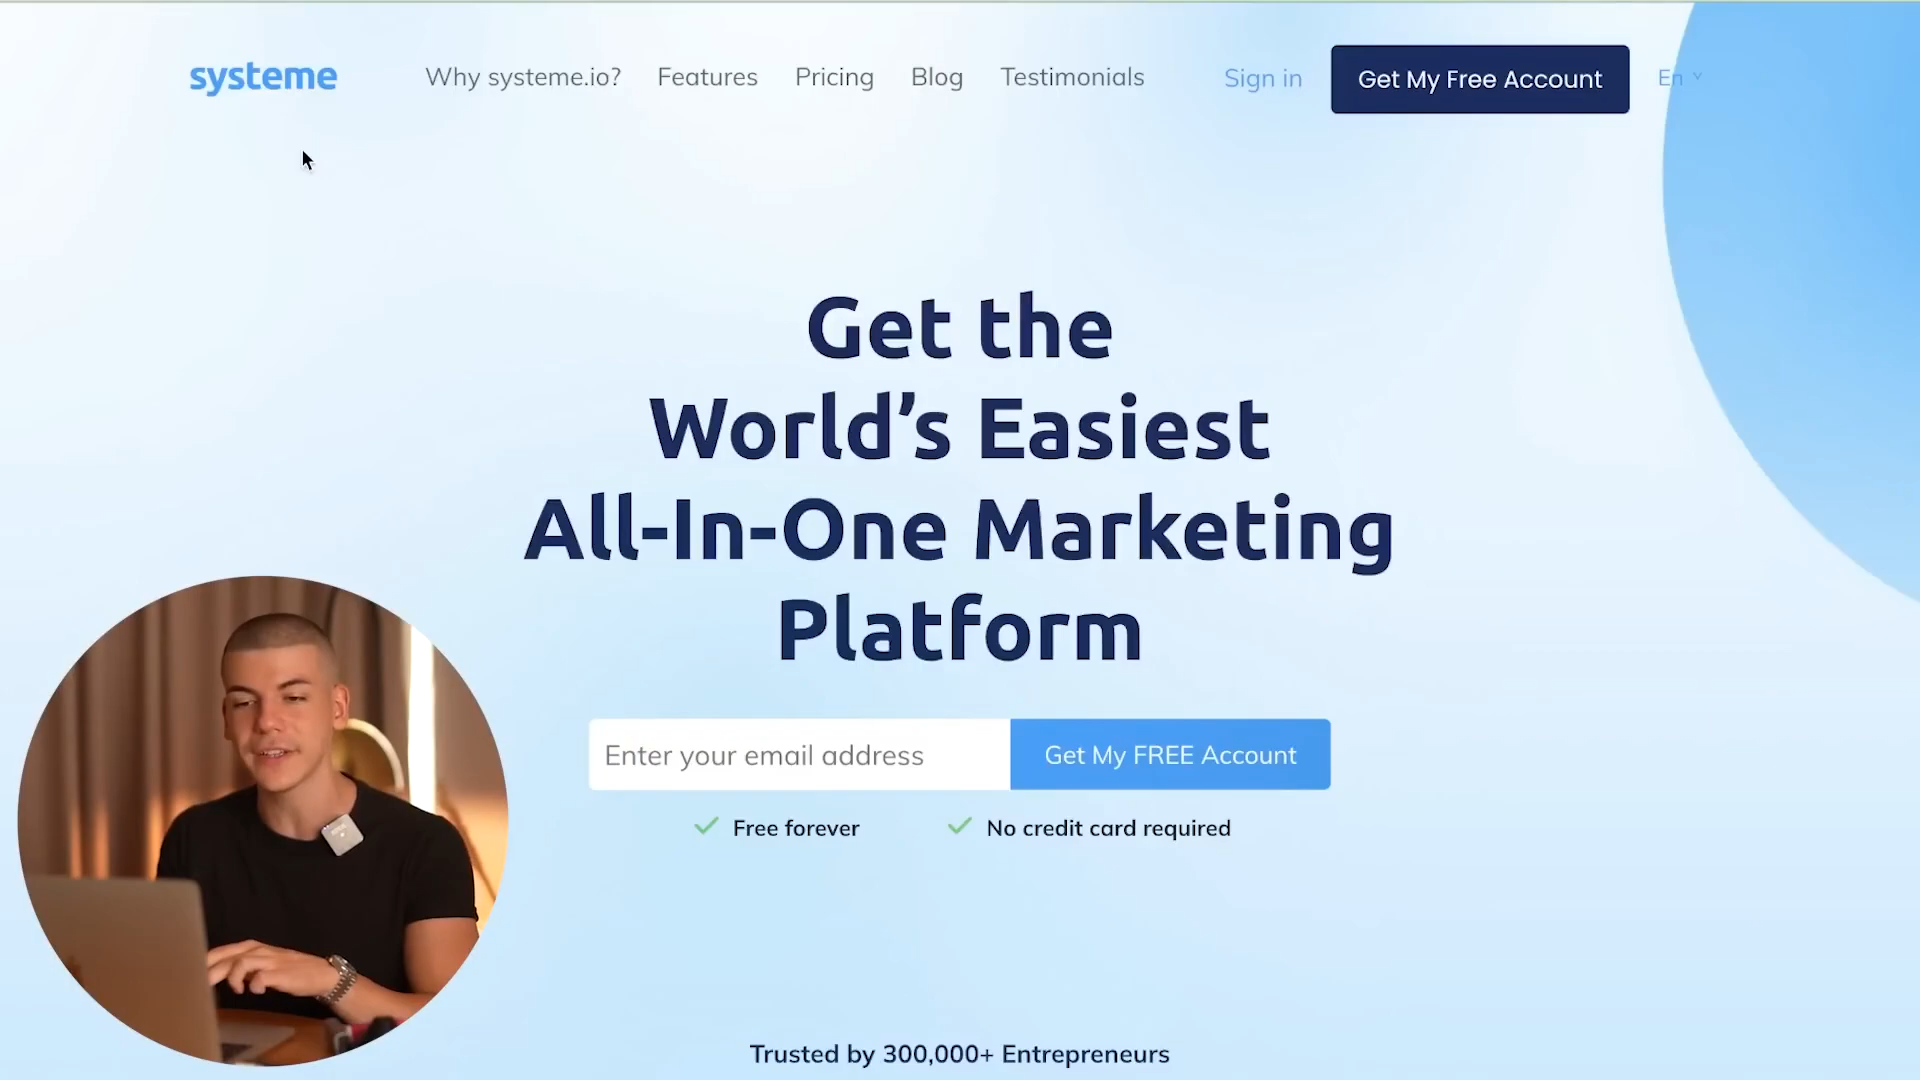 systeme
Why systeme.io?
Features
Pricing
Blog
Testimonials
Sign in
Get My Free Account
En
Get the
World’s Easiest
All-In-One Marketing
Platform
Enter your email address
Get My FREE Account
Free forever
No credit card required
Trusted by 300,000+ Entrepreneurs